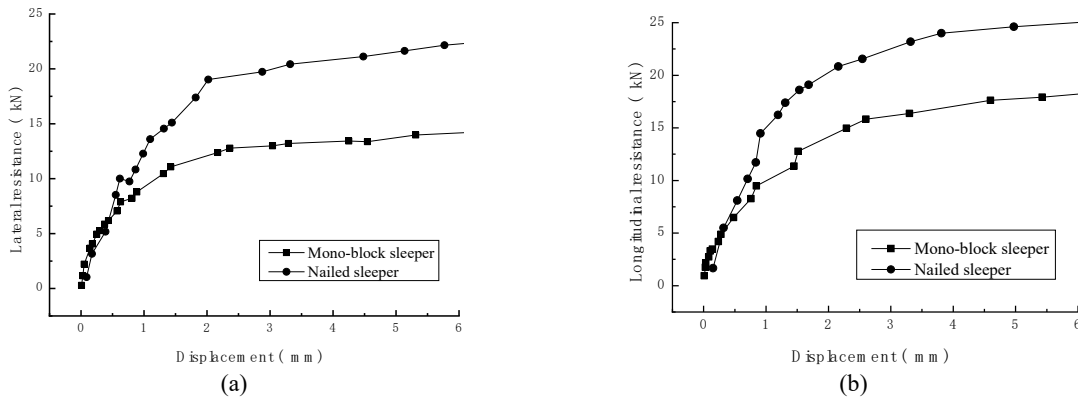 25
20
15
10
5
0
Lateral resistance ( kN)
Mono-block sleeper
Nailed sleeper
0 1 2 3 4 5 6
Displacement ( mm)
(a)
25
20
15
10
5
0
Longitudinal resistance ( kN)
Mono-block sleeper
Nailed sleeper
0 1 2 3 4 5 6
Displacement ( mm)
(b)